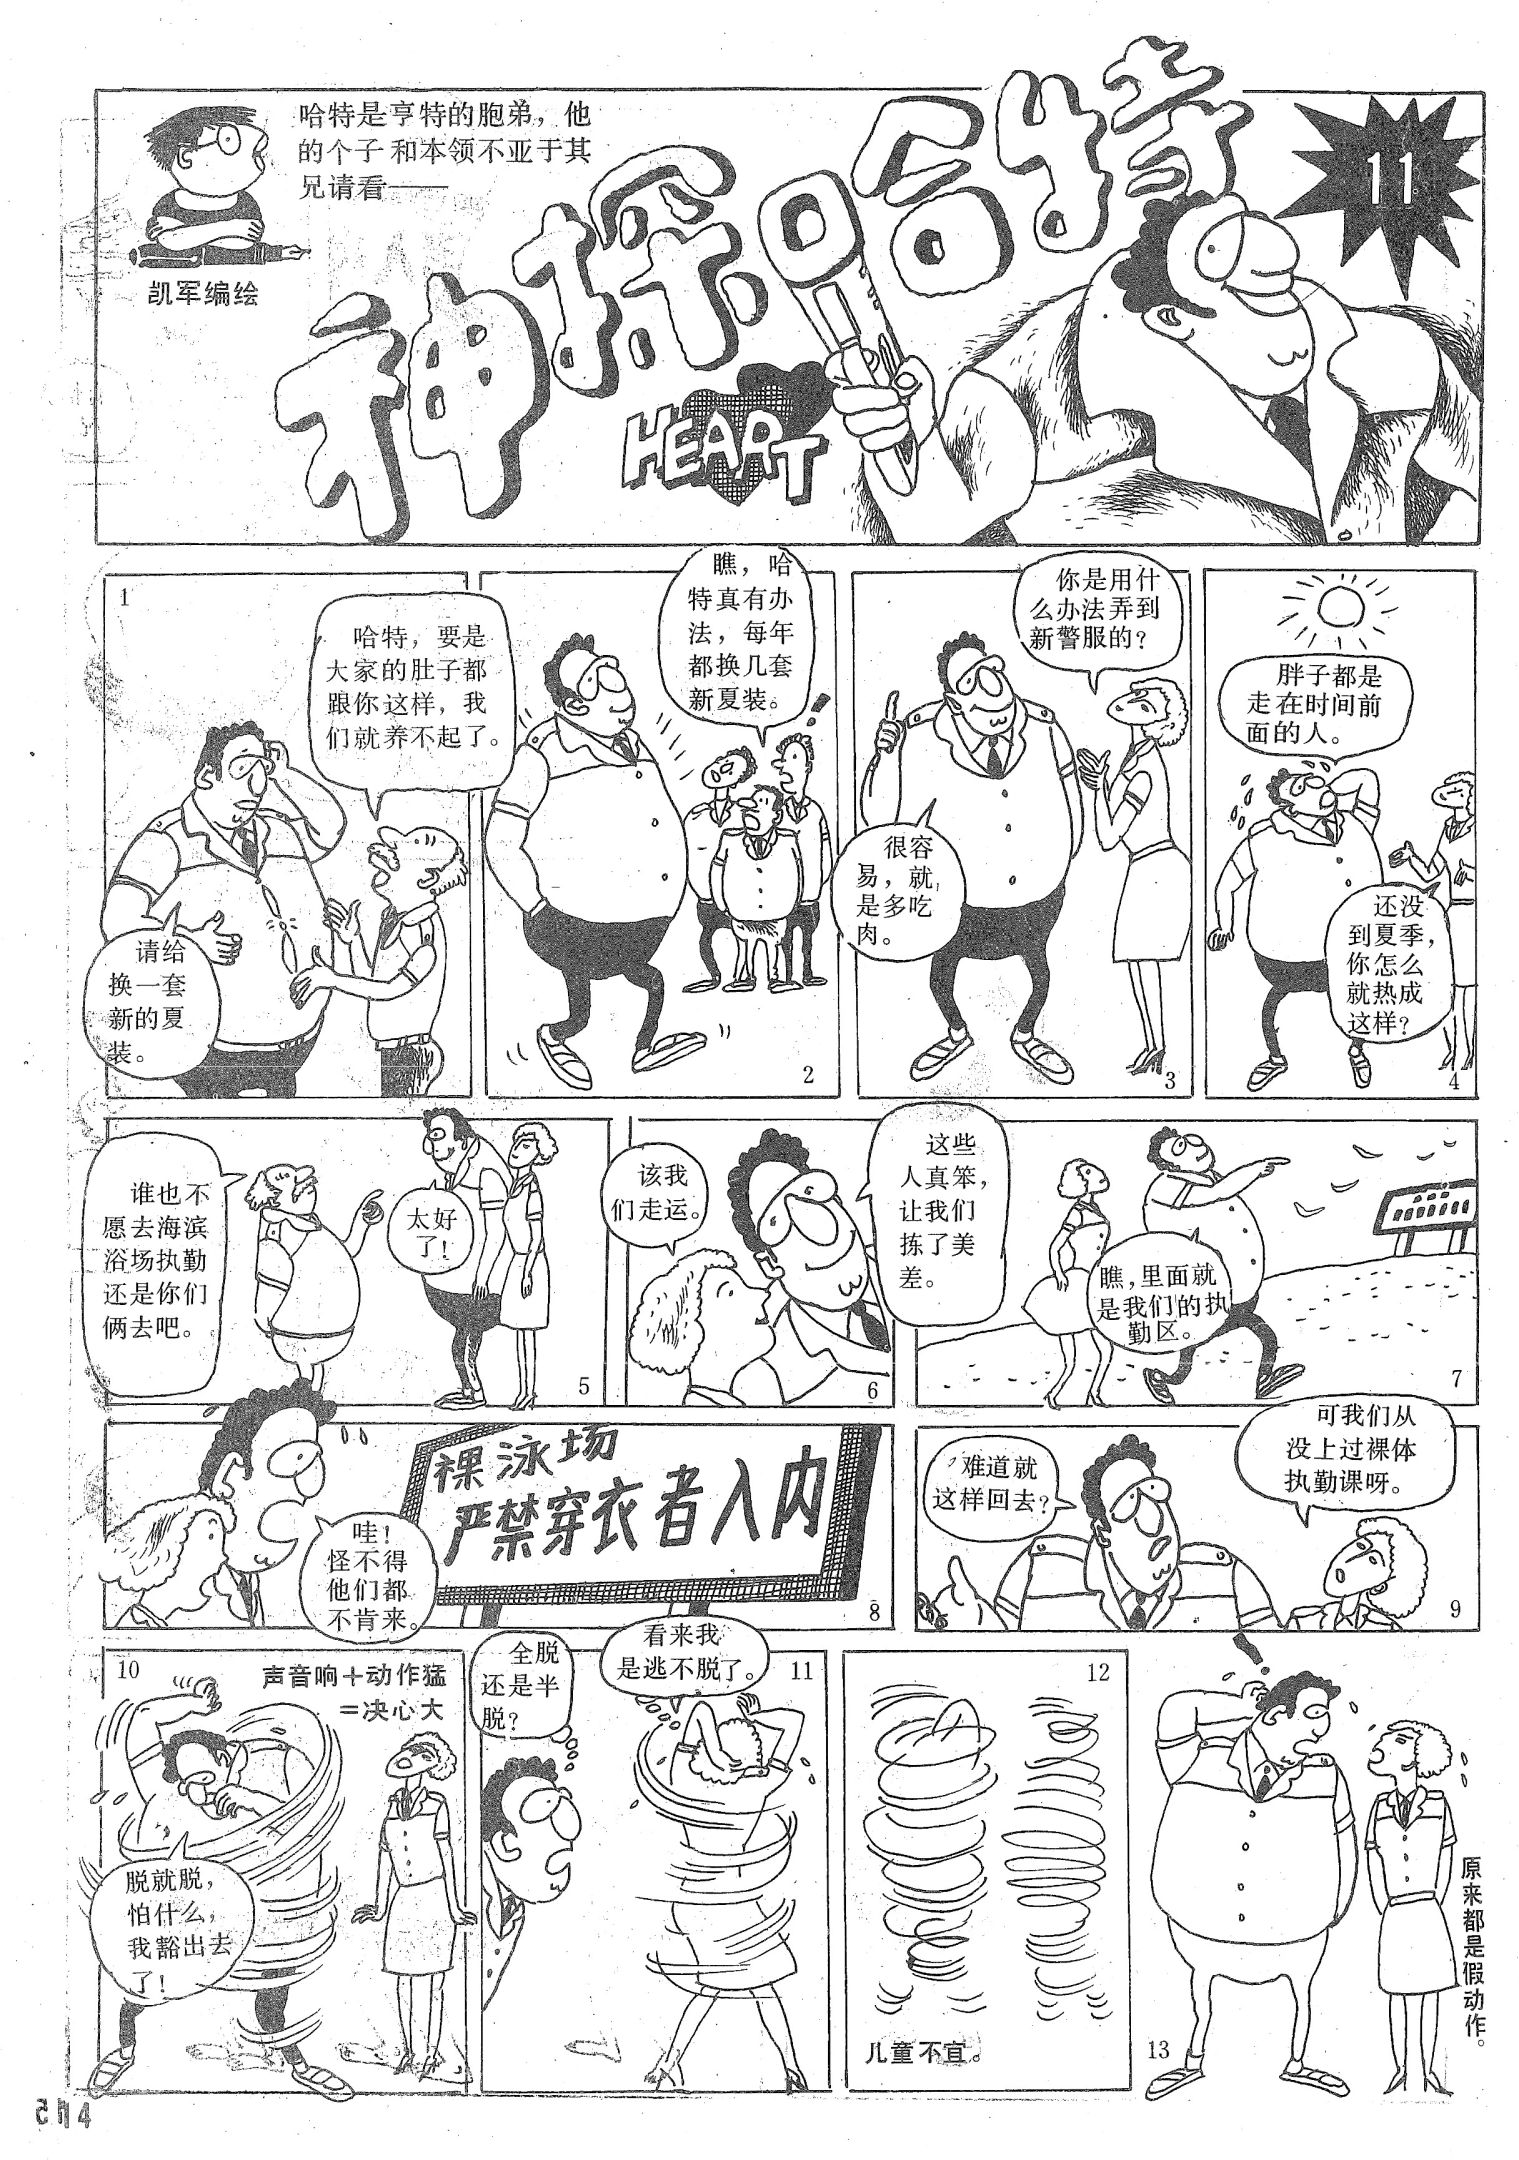 哈特是亨特的胞弟，他
的个子和本领不亚于其
兄请看——
凯军编绘
神探哈特
HEART
11
1
哈特，要是
大家的肚子都
跟你这样，我
们就养不起了。
请给
换一套
新的夏
装。
瞧，哈
特真有办
法，每年
都换几套
新夏装。
2
你是用什
么办法弄到
新警服的？
很容
易，就
是多吃
肉。
3
胖子都是
走在时间前
面的人。
还没
到夏季，
你怎么
就热成
这样？
4
谁也不
愿去海滨
浴场执勤
还是你们
俩去吧。
太好
了！
5
该我
们走运。
这些
人真笨，
让我们
拣了美
差。
6
瞧，里面就
是我们的执
勤区。
7
裸泳场
严禁穿衣者入内
哇！
怪不得
他们都
不肯来。
8
难道就
这样回去？
可我们从
没上过裸体
执勤课呀。
9
10
声音响＋动作猛
＝决心大
脱就脱，
怕什么，
我豁出去
了！
全脱
还是半
脱？
看来我
是逃不脱了。
11
12
儿童不宜。
13
原来都是假动作。